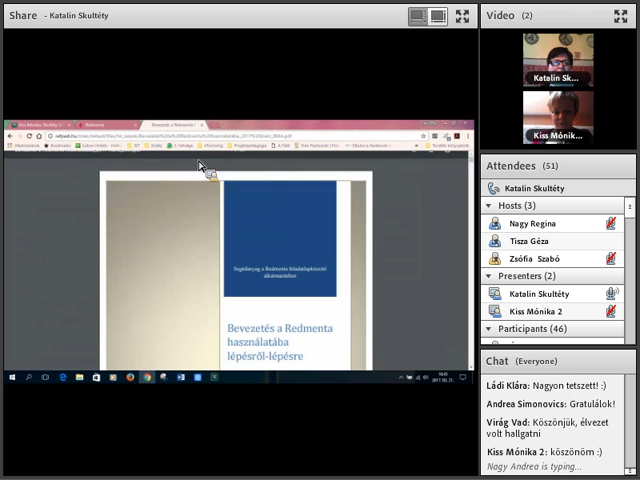 Share - Katalin Skultéty
Video (2)
Katalin Sk...
Kiss Mónik...
Attendees (51)
Katalin Skultéty
Hosts (3)
Nagy Regina
Tisza Géza
Zsófia Szabó
Presenters (2)
Katalin Skultéty
Kiss Mónika 2
Participants (46)
Chat (Everyone)
Ládi Klára: Nagyon tetszett! :)
Andrea Simonovics: Gratulálok!
Virág Vad: Köszönjük, élvezet
volt hallgatni
Kiss Mónika 2: köszönöm :)
Nagy Andrea is typing...
Redmenta
Bookmarks
Segédanyag a Redmenta feladatlapkészítő
alkalmazáshoz
Bevezetés a Redmenta
használatába
lépésről-lépésre